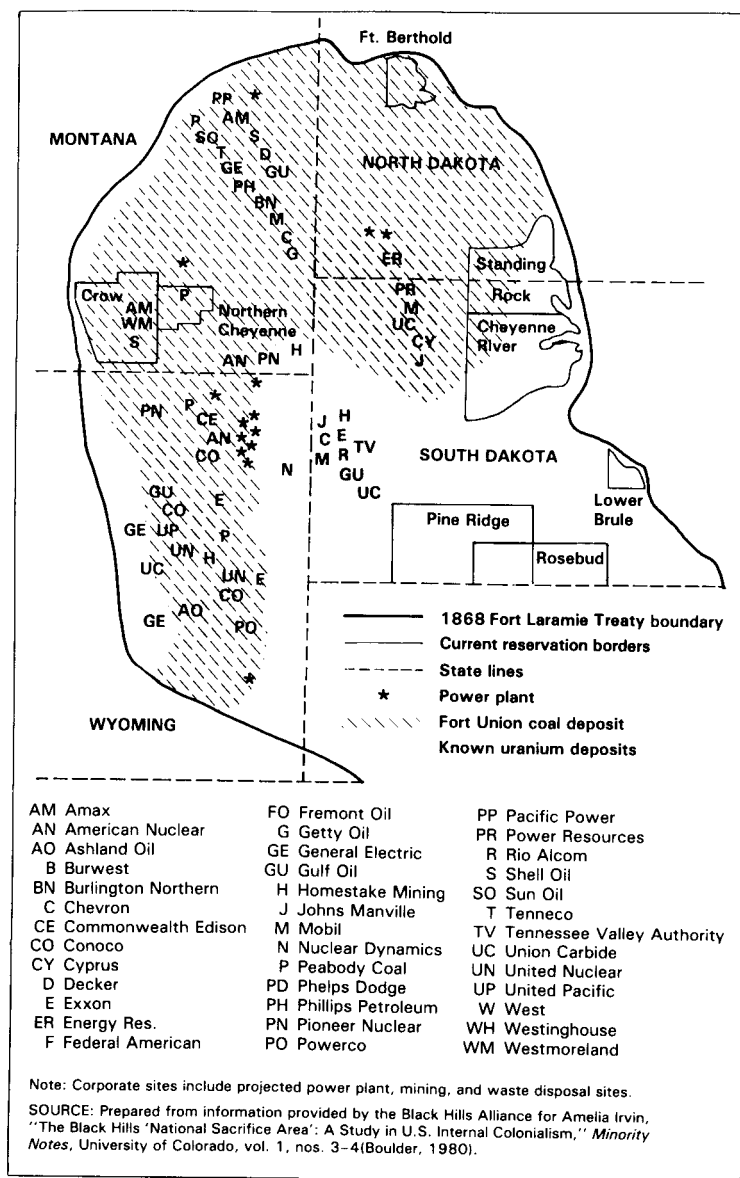 Ft. Berthold
MONTANA
NORTH DAKOTA
PP
AM
P
SO
S
T
D
GE
GU
PH
BN
M
C
G
ER
Standing
Rock
PR
M
UC
CY
J
Cheyenne
River
Crow
P
AM
WM
S
Northern
Cheyenne
H
AN
PN
PN
P
CE
AN
CO
N
J
H
C
E
M
R
TV
GU
UC
SOUTH DAKOTA
Lower
Brule
Pine Ridge
Rosebud
GU
CO
E
GE
UP
P
UN
H
UC
UN
E
CO
AO
GE
PO
WYOMING
1868 Fort Laramie Treaty boundary
Current reservation borders
State lines
* Power plant
Fort Union coal deposit
Known uranium deposits
AM Amax
AN American Nuclear
AO Ashland Oil
B Burwest
BN Burlington Northern
C Chevron
CE Commonwealth Edison
CO Conoco
CY Cyprus
D Decker
E Exxon
ER Energy Res.
F Federal American
FO Fremont Oil
G Getty Oil
GE General Electric
GU Gulf Oil
H Homestake Mining
J Johns Manville
M Mobil
N Nuclear Dynamics
P Peabody Coal
PD Phelps Dodge
PH Phillips Petroleum
PN Pioneer Nuclear
PO Powerco
PP Pacific Power
PR Power Resources
R Rio Alcom
S Shell Oil
SO Sun Oil
T Tenneco
TV Tennessee Valley Authority
UC Union Carbide
UN United Nuclear
UP United Pacific
W West
WH Westinghouse
WM Westmoreland
Note: Corporate sites include projected power plant, mining, and waste disposal sites.
SOURCE: Prepared from information provided by the Black Hills Alliance for Amelia Irvin,
"The Black Hills 'National Sacrifice Area': A Study in U.S. Internal Colonialism," Minority
Notes, University of Colorado, vol. 1, nos. 3–4(Boulder, 1980).